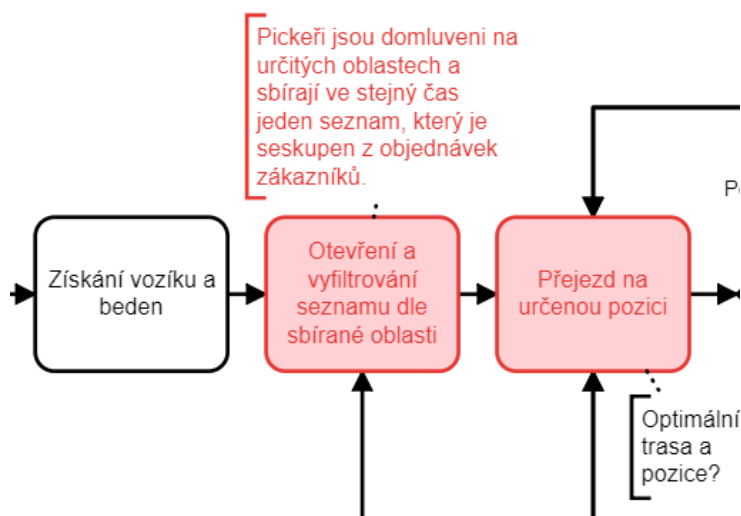 Pickeři jsou domluveni na
určitých oblastech a
sbírají ve stejný čas
jeden seznam, který je
seskupen z objednávek
zákazníků.
Získání vozíku a
beden
Otevření a
vyfiltrování
seznamu dle
sbírané oblasti
Přejezd na
určenou pozici
Optimální
trasa a
pozice?